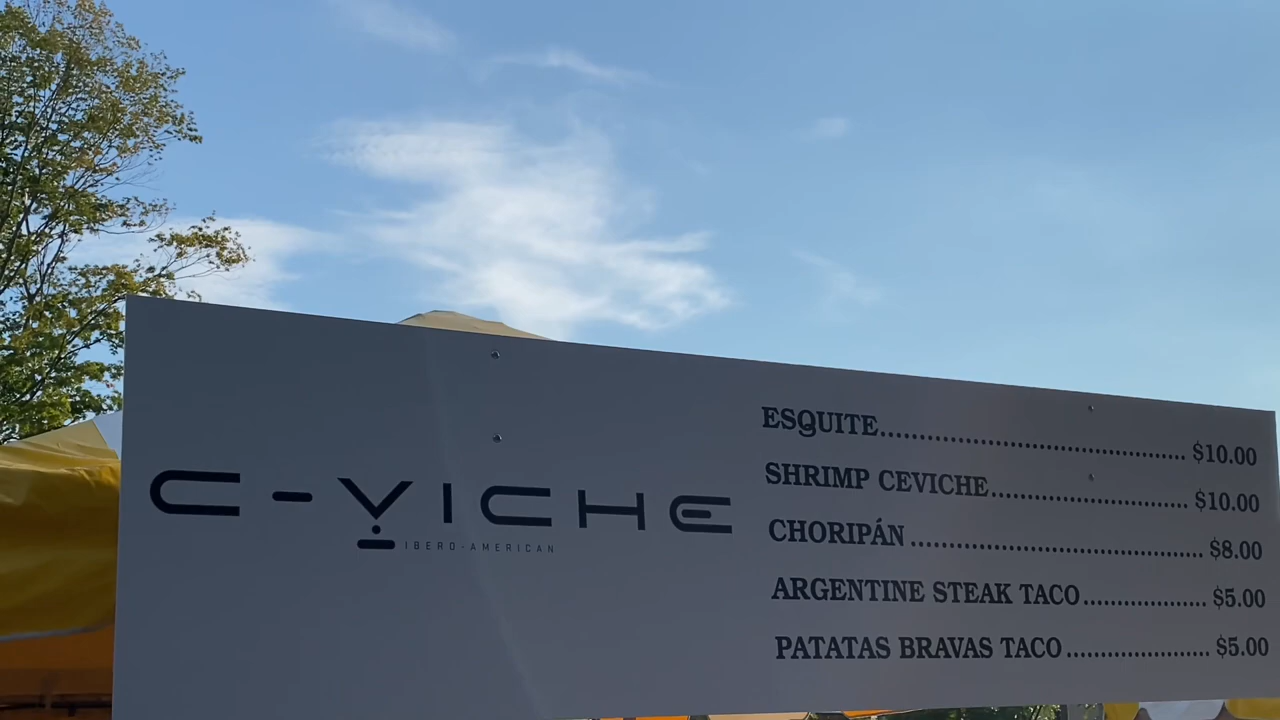 C-VICHE
IBERO-AMERICAN
ESQUITE........................................ $10.00
SHRIMP CEVICHE.......................... $10.00
CHORIPÁN ...................................... $8.00
ARGENTINE STEAK TACO................... $5.00
PATATAS BRAVAS TACO ...................... $5.00